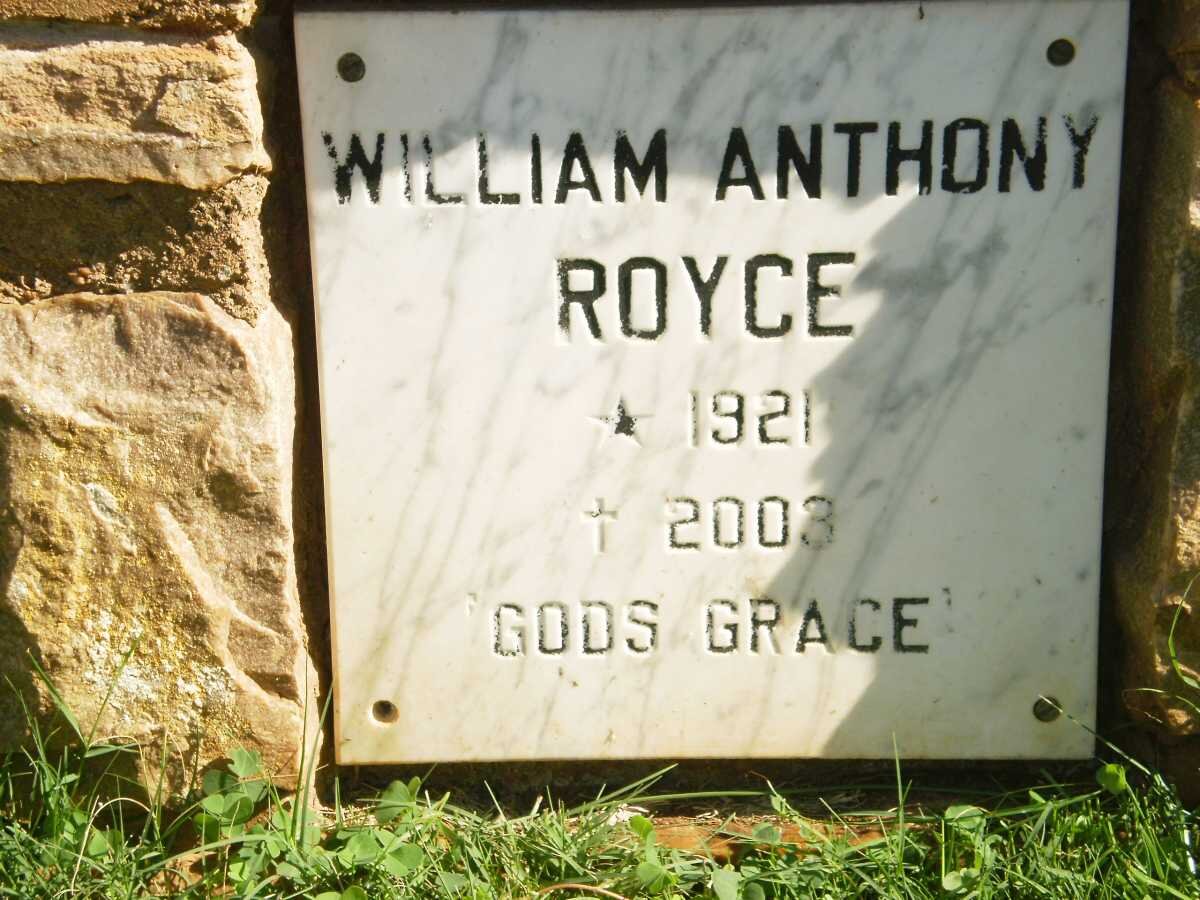 WILLIAM ANTHONY
ROYCE
★ 1921
† 2003
'GODS GRACE'